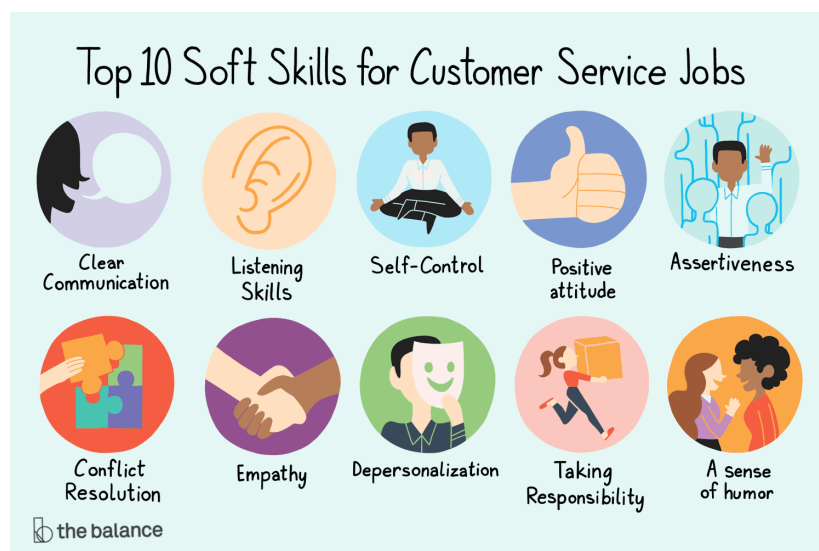 Top 10 Soft Skills for Customer Service Jobs
Clear
Communication
Listening
Skills
Self-Control
Positive
attitude
Assertiveness
Conflict
Resolution
Empathy
Depersonalization
Taking
Responsibility
A sense
of humor
the balance